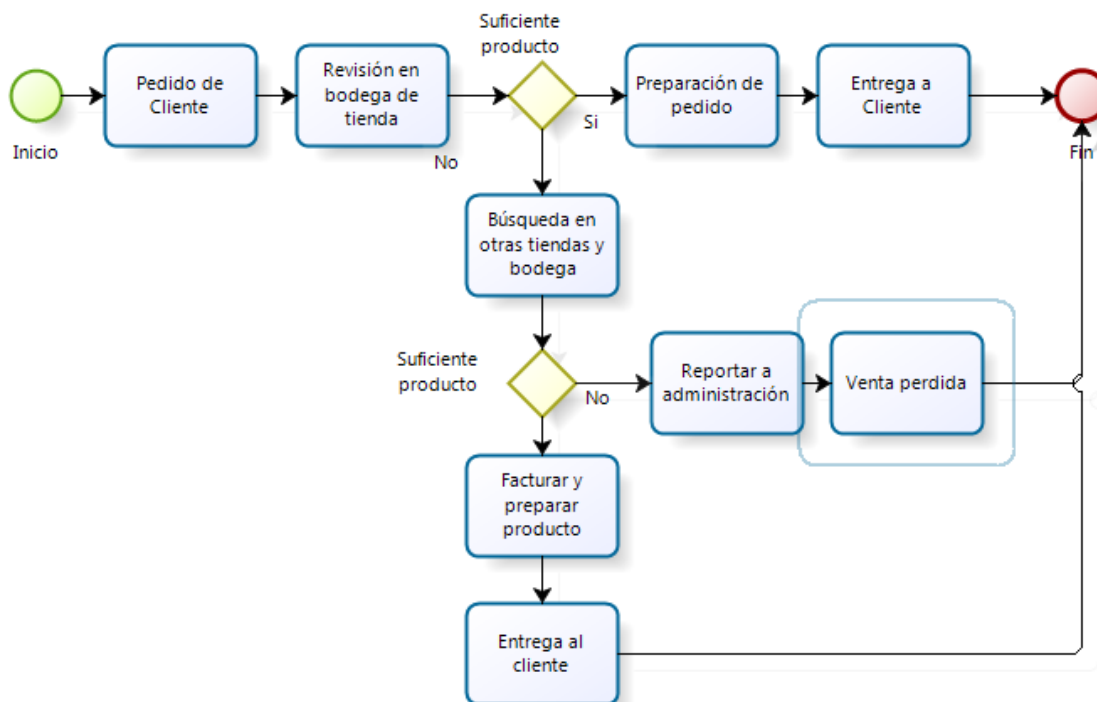 Suficiente
producto
Pedido de
Cliente
Revisión en
bodega de
tienda
Preparación de
pedido
Entrega a
Cliente
Si
Inicio
No
Fin
Búsqueda en
otras tiendas y
bodega
Suficiente
producto
No
Reportar a
administración
Venta perdida
Facturar y
preparar
producto
Entrega al
cliente